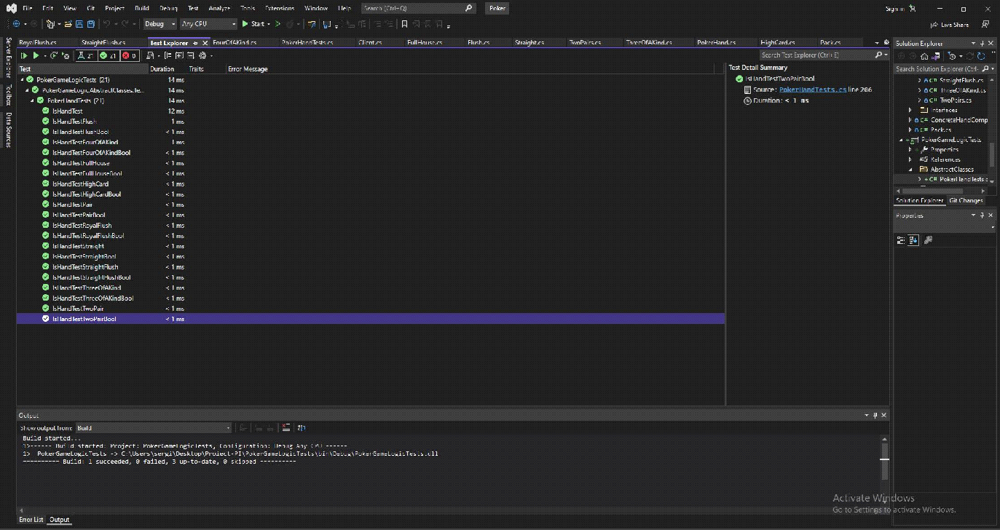 File Edit View Git Project Build Debug Test Analyze Tools Extensions Window Help Search (Ctrl+Q) Poker Sign in
Debug Any CPU Start Live Share
RoyalFlush.cs StraightFlush.cs Test Explorer FourOfAKind.cs PokerHandTests.cs Client.cs FullHouse.cs Flush.cs Straight.cs TwoPairs.cs ThreeOfAKind.cs PokerHand.cs HighCard.cs Pack.cs
Server Explorer
Toolbox
Data Sources
21 21 0 Search Test Explorer (Ctrl+E)
Test Duration Traits Error Message
PokerGameLogicTests (21) 14 ms
PokerGameLogic.AbstractClasses.Te... 14 ms
PokerHandTests (21) 14 ms
IsHandTest 12 ms
IsHandTestFlush 1 ms
IsHandTestFlushBool < 1 ms
IsHandTestFourOfAKind 1 ms
IsHandTestFourOfAKindBool < 1 ms
IsHandTestFullHouse < 1 ms
IsHandTestFullHouseBool < 1 ms
IsHandTestHighCard < 1 ms
IsHandTestHighCardBool < 1 ms
IsHandTestPair < 1 ms
IsHandTestPairBool < 1 ms
IsHandTestRoyalFlush < 1 ms
IsHandTestRoyalFlushBool < 1 ms
IsHandTestStraight < 1 ms
IsHandTestStraightBool < 1 ms
IsHandTestStraightFlush < 1 ms
IsHandTestStraightFlushBool < 1 ms
IsHandTestThreeOfAKind < 1 ms
IsHandTestThreeOfAKindBool < 1 ms
IsHandTestTwoPair < 1 ms
IsHandTestTwoPairBool < 1 ms
Test Detail Summary
IsHandTestTwoPairBool
Source: PokerHandTests.cs line 206
Duration: < 1 ms
Solution Explorer
Search Solution Explorer (Ctrl+
C# StraightFlush.cs
C# ThreeOfAKind.cs
C# TwoPairs.cs
Interfaces
C# ConcreteHandComp
C# Pack.cs
PokerGameLogicTests
Properties
References
AbstractClasses
C# PokerHandTests.c
Solution Explorer Git Changes
Properties
Output
Show output from: Build
Build started...
1>------ Build started: Project: PokerGameLogicTests, Configuration: Debug Any CPU ------
1>  PokerGameLogicTests -> C:\Users\sergi\Desktop\Proiect-PI\PokerGameLogicTests\bin\Debug\PokerGameLogicTests.dll
========== Build: 1 succeeded, 0 failed, 3 up-to-date, 0 skipped ==========
Error List Output
Activate Windows
Go to Settings to activate Windows.